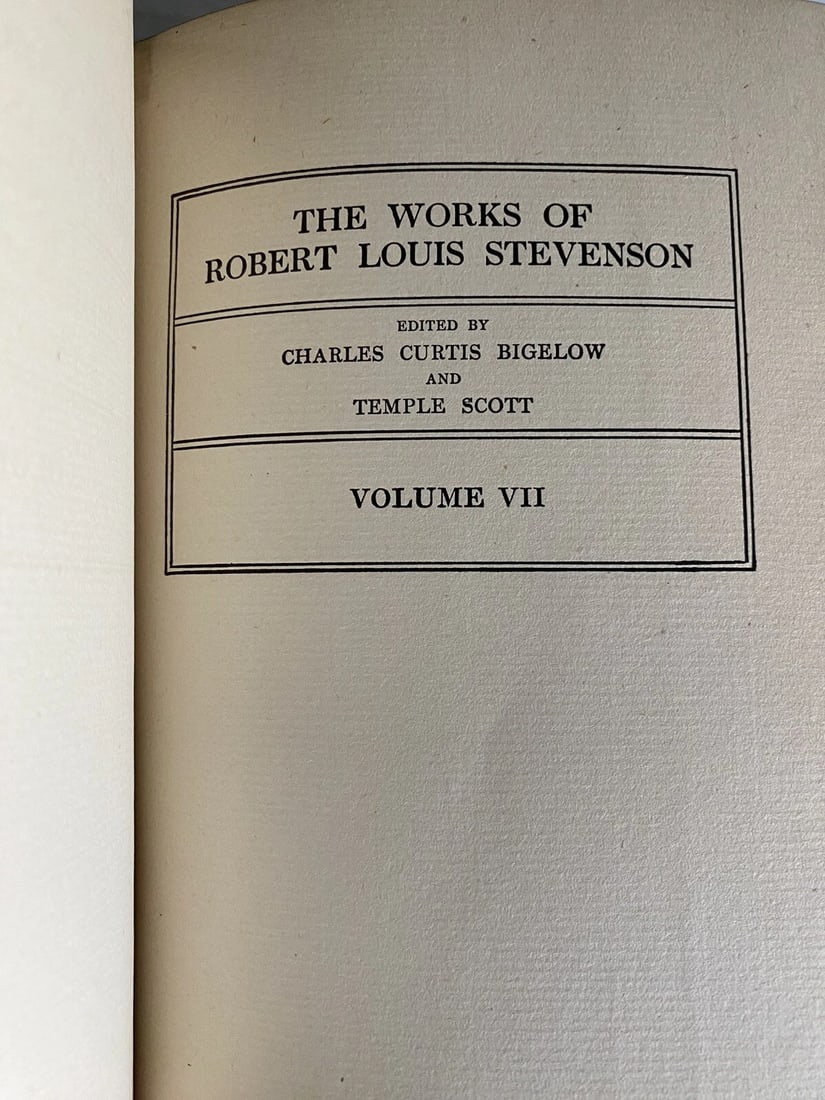 THE WORKS OF
ROBERT LOUIS STEVENSON
EDITED BY
CHARLES CURTIS BIGELOW
AND
TEMPLE SCOTT
VOLUME VII